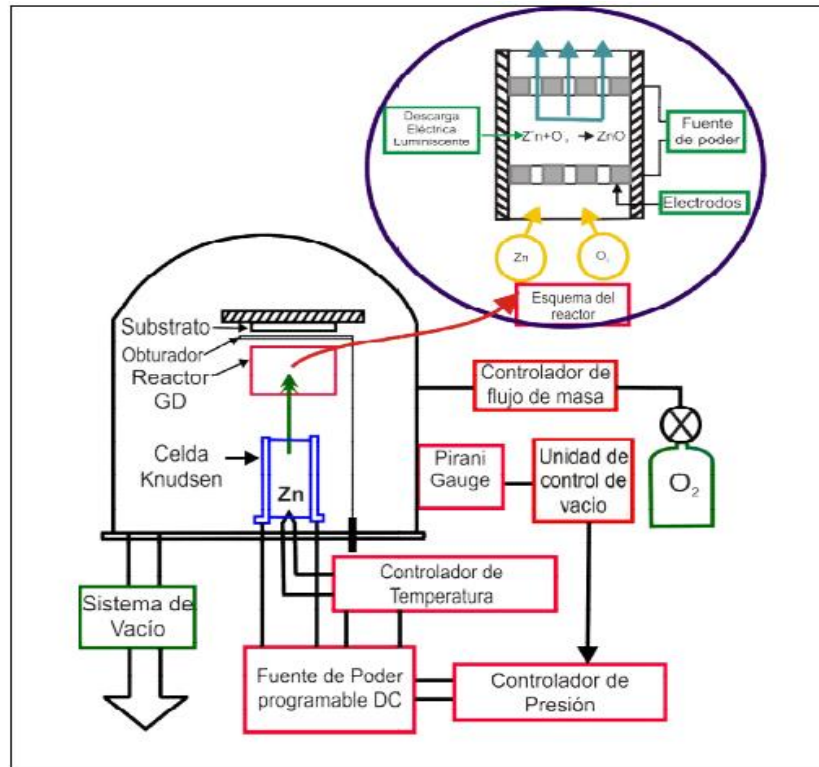 Descarga
Eléctrica
Luminiscente
Z n+O ₊ → ZnO
Fuente
de poder
Electrodos
Zn
O₂
Esquema del
reactor
Substrato
Obturador
Reactor
GD
Celda
Knudsen
Zn
Controlador de
flujo de masa
Pirani
Gauge
Unidad de
control de
vacio
O₂
Controlador de
Temperatura
Sistema de
Vacío
Fuente de Poder
programable DC
Controlador de
Presión